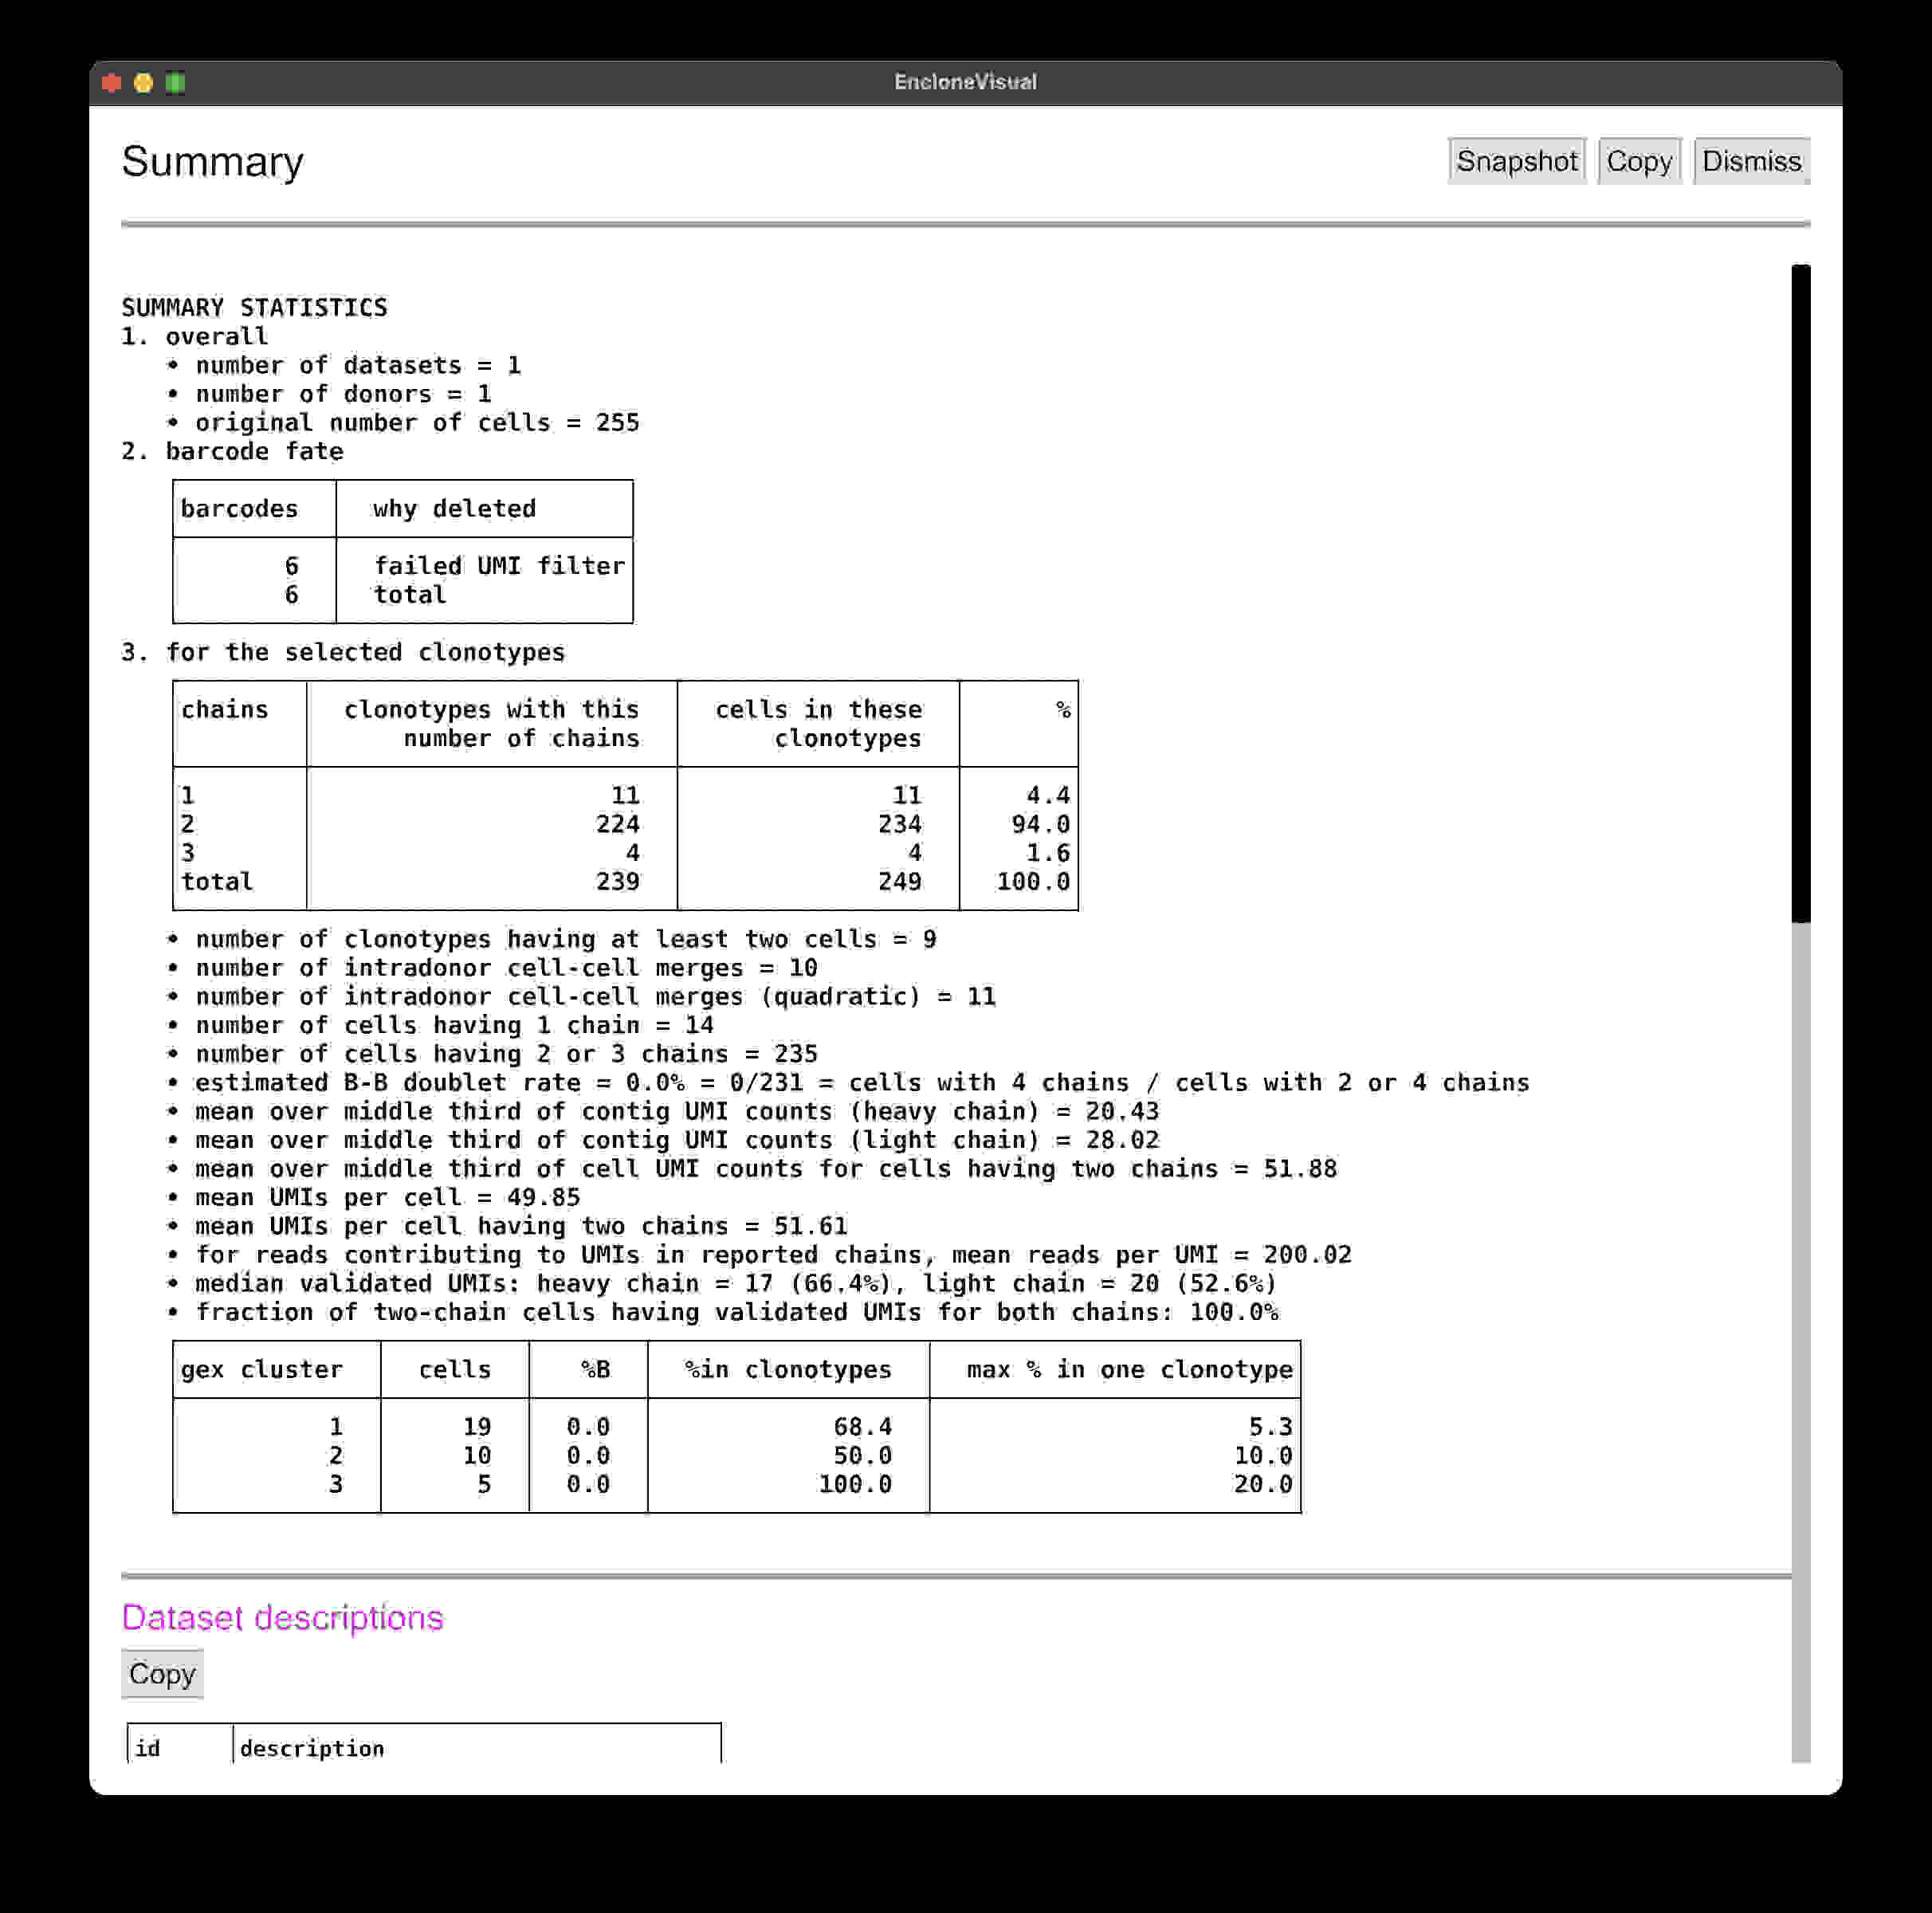 EncloneVisual
Summary
Snapshot Copy Dismiss
SUMMARY STATISTICS
1. overall
• number of datasets = 1
• number of donors = 1
• original number of cells = 255
2. barcode fate
barcodes why deleted
6 failed UMI filter
6 total
3. for the selected clonotypes
chains clonotypes with this cells in these %
number of chains clonotypes
1 11 11 4.4
2 224 234 94.0
3 4 4 1.6
total 239 249 100.0
• number of clonotypes having at least two cells = 9
• number of intradonor cell-cell merges = 10
• number of intradonor cell-cell merges (quadratic) = 11
• number of cells having 1 chain = 14
• number of cells having 2 or 3 chains = 235
• estimated B-B doublet rate = 0.0% = 0/231 = cells with 4 chains / cells with 2 or 4 chains
• mean over middle third of contig UMI counts (heavy chain) = 20.43
• mean over middle third of contig UMI counts (light chain) = 28.02
• mean over middle third of cell UMI counts for cells having two chains = 51.88
• mean UMIs per cell = 49.85
• mean UMIs per cell having two chains = 51.61
• for reads contributing to UMIs in reported chains, mean reads per UMI = 200.02
• median validated UMIs: heavy chain = 17 (66.4%), light chain = 20 (52.6%)
• fraction of two-chain cells having validated UMIs for both chains: 100.0%
gex cluster cells %B %in clonotypes max % in one clonotype
1 19 0.0 68.4 5.3
2 10 0.0 50.0 10.0
3 5 0.0 100.0 20.0
Dataset descriptions
Copy
id description